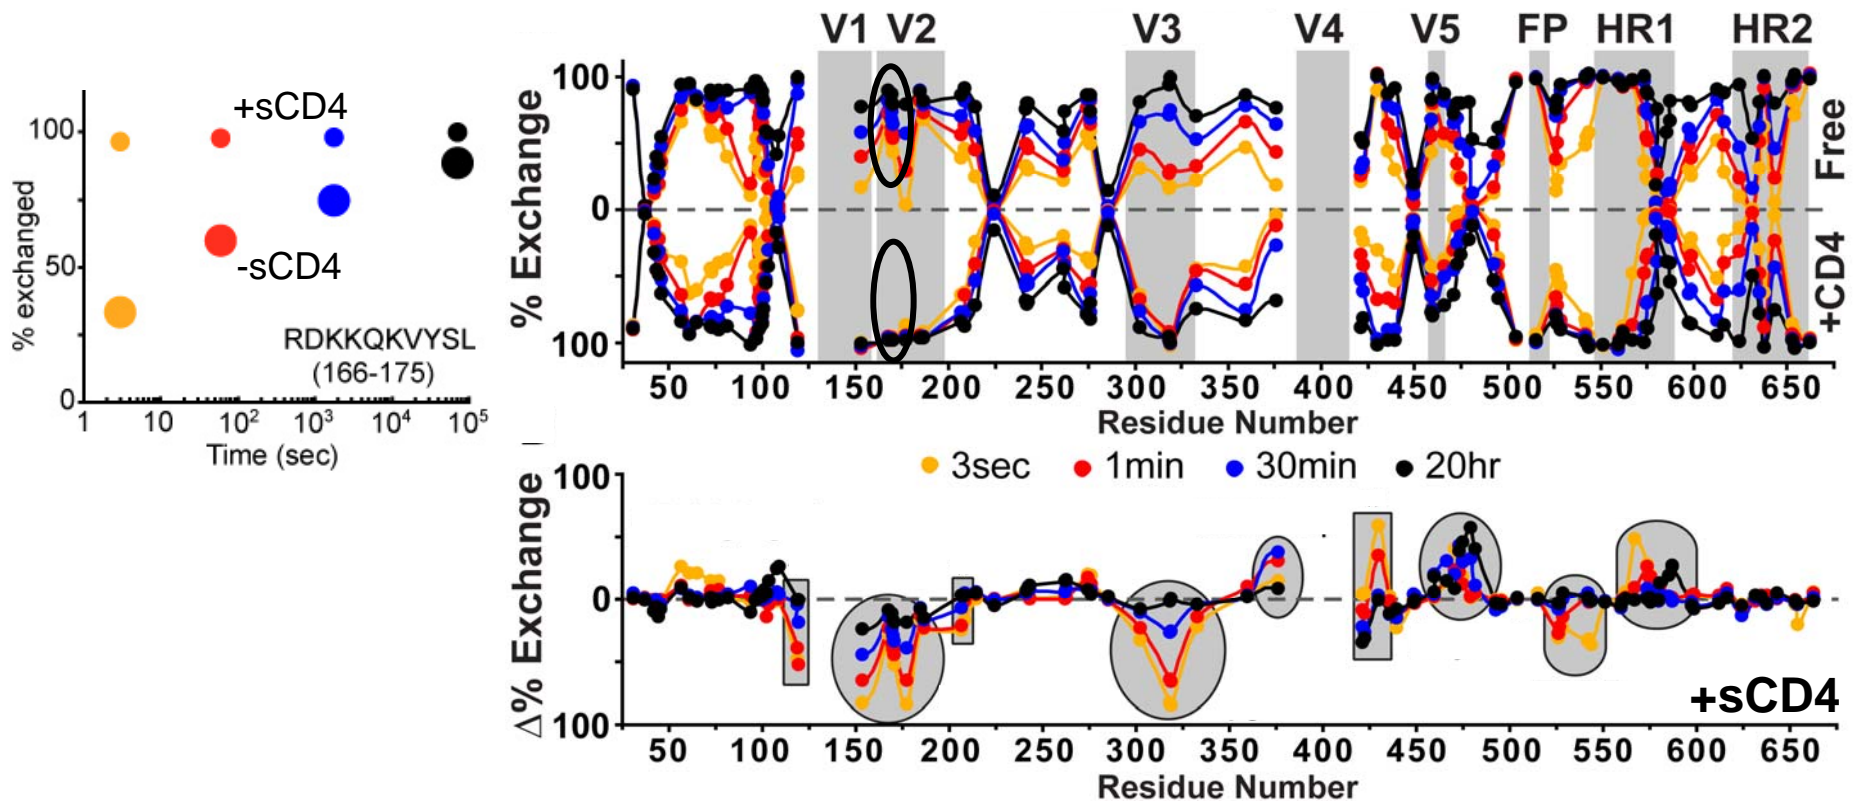 % exchanged
100
50
0
+sCD4
-sCD4
RDKKQKVYSL
(166-175)
1
10
10²
10³
10⁴
10⁵
Time (sec)
V1
V2
V3
V4
V5
FP
HR1
HR2
% Exchange
100
0
100
Free
+CD4
50
100
150
200
250
300
350
400
450
500
550
600
650
Residue Number
3sec
1min
30min
20hr
Δ% Exchange
100
0
100
+sCD4
50
100
150
200
250
300
350
400
450
500
550
600
650
Residue Number